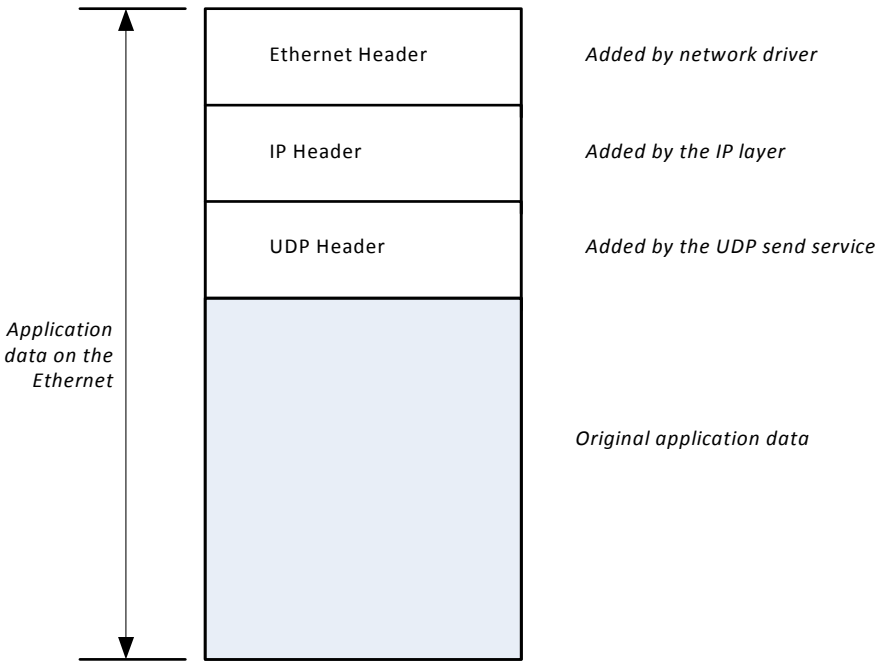 Ethernet Header
Added by network driver
IP Header
Added by the IP layer
UDP Header
Added by the UDP send service
Application
data on the
Ethernet
Original application data